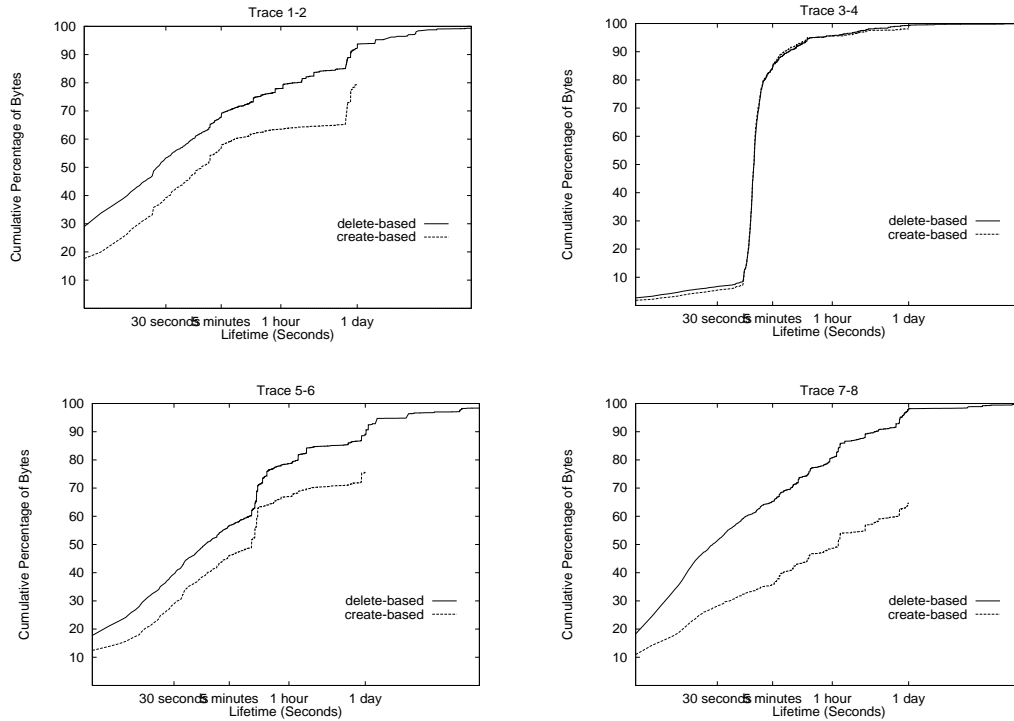 Trace 1-2
Cumulative Percentage of Bytes
100
90
80
70
60
50
40
30
20
10
delete-based
create-based
30 seconds 5 minutes 1 hour 1 day
Lifetime (Seconds)
Trace 3-4
Cumulative Percentage of Bytes
100
90
80
70
60
50
40
30
20
10
delete-based
create-based
30 seconds 5 minutes 1 hour 1 day
Lifetime (Seconds)
Trace 5-6
Cumulative Percentage of Bytes
100
90
80
70
60
50
40
30
20
10
delete-based
create-based
30 seconds 5 minutes 1 hour 1 day
Lifetime (Seconds)
Trace 7-8
Cumulative Percentage of Bytes
100
90
80
70
60
50
40
30
20
10
delete-based
create-based
30 seconds 5 minutes 1 hour 1 day
Lifetime (Seconds)